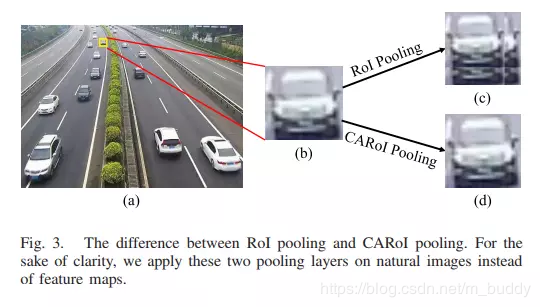 RoI Pooling
CARoI Pooling
(a)
(b)
(c)
(d)
Fig. 3. The difference between RoI pooling and CARoI pooling. For the
sake of clarity, we apply these two pooling layers on natural images instead
of feature maps.
https://blog.csdn.net/m_buddy